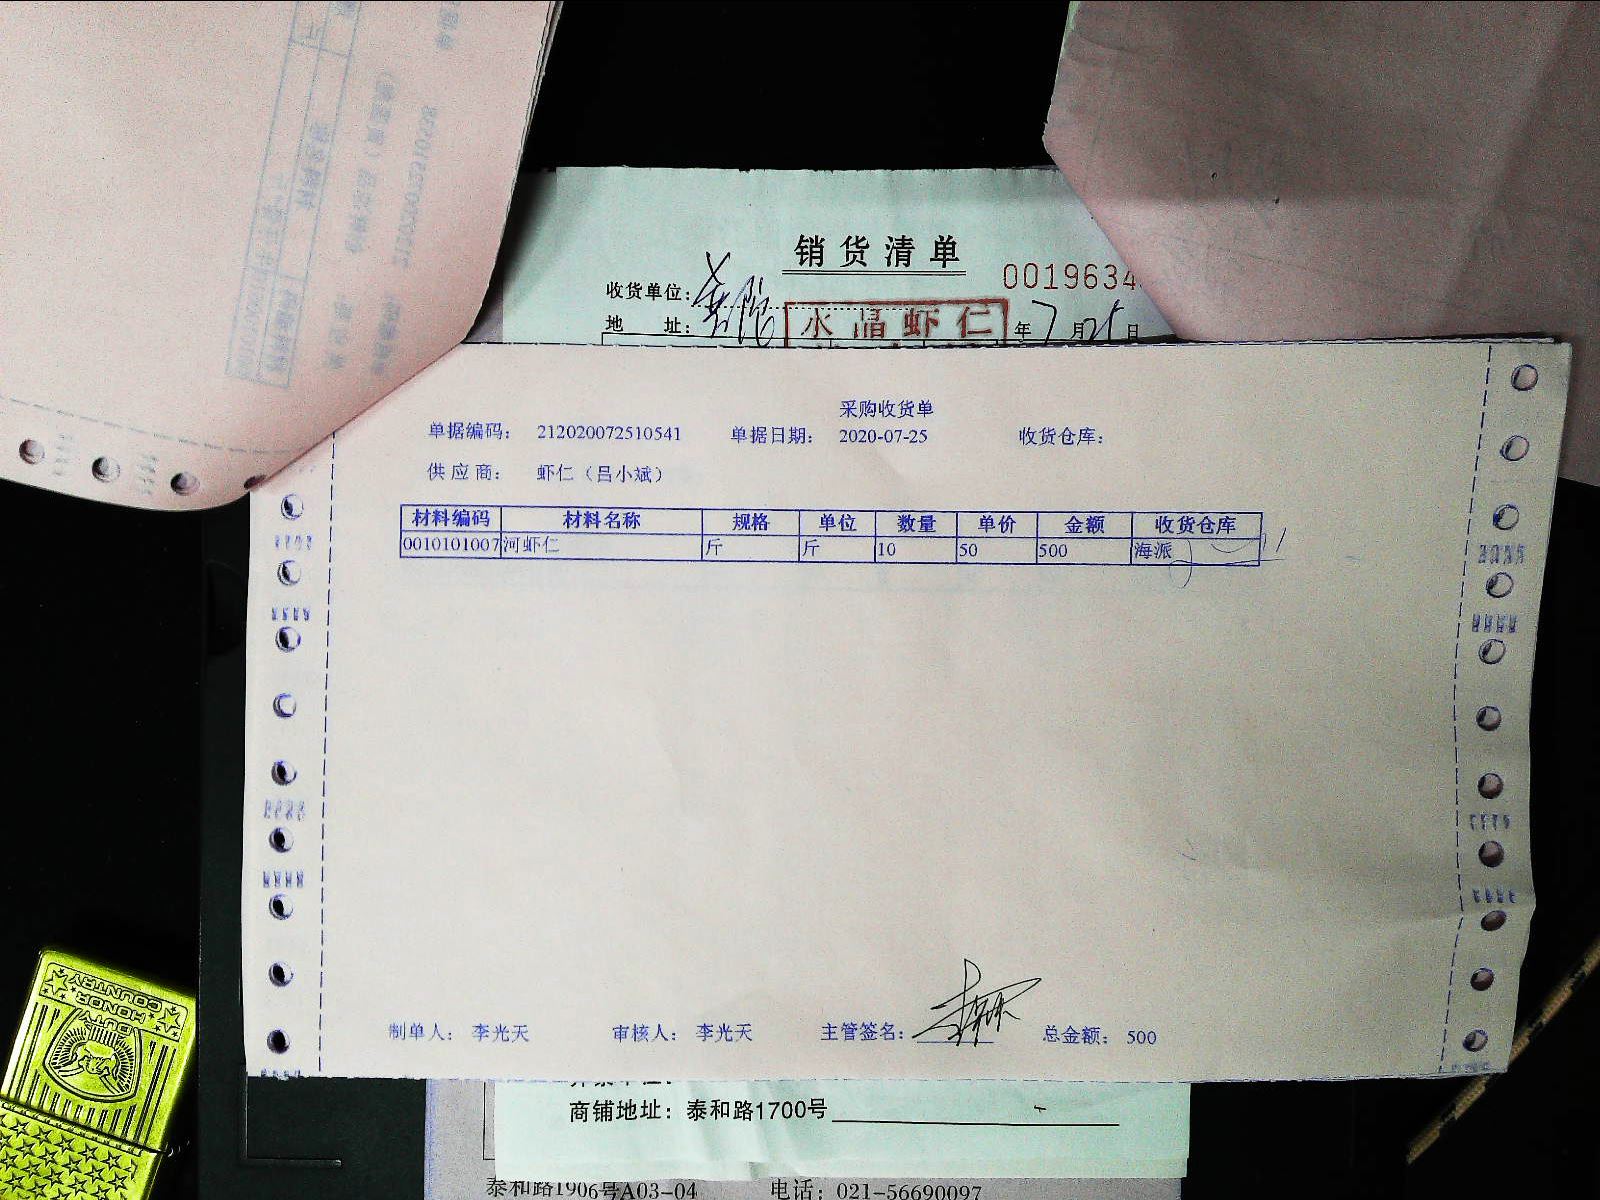 销货清单
0019634
收货单位:
地 址: 水晶虾仁 年7月25日
采购收货单
单据编码: 212020072510541 单据日期: 2020-07-25 收货仓库:
供应商: 虾仁(吕小斌)
材料编码 材料名称 规格 单位 数量 单价 金额 收货仓库
0010101007 河虾仁 斤 斤 10 50 500 海派
制单人: 李光天 审核人: 李光天 主管签名: 总金额: 500
商铺地址: 泰和路1700号
泰和路1906号A03-04 电话: 021-56690097
COUNTRY
HONOR
DUTY